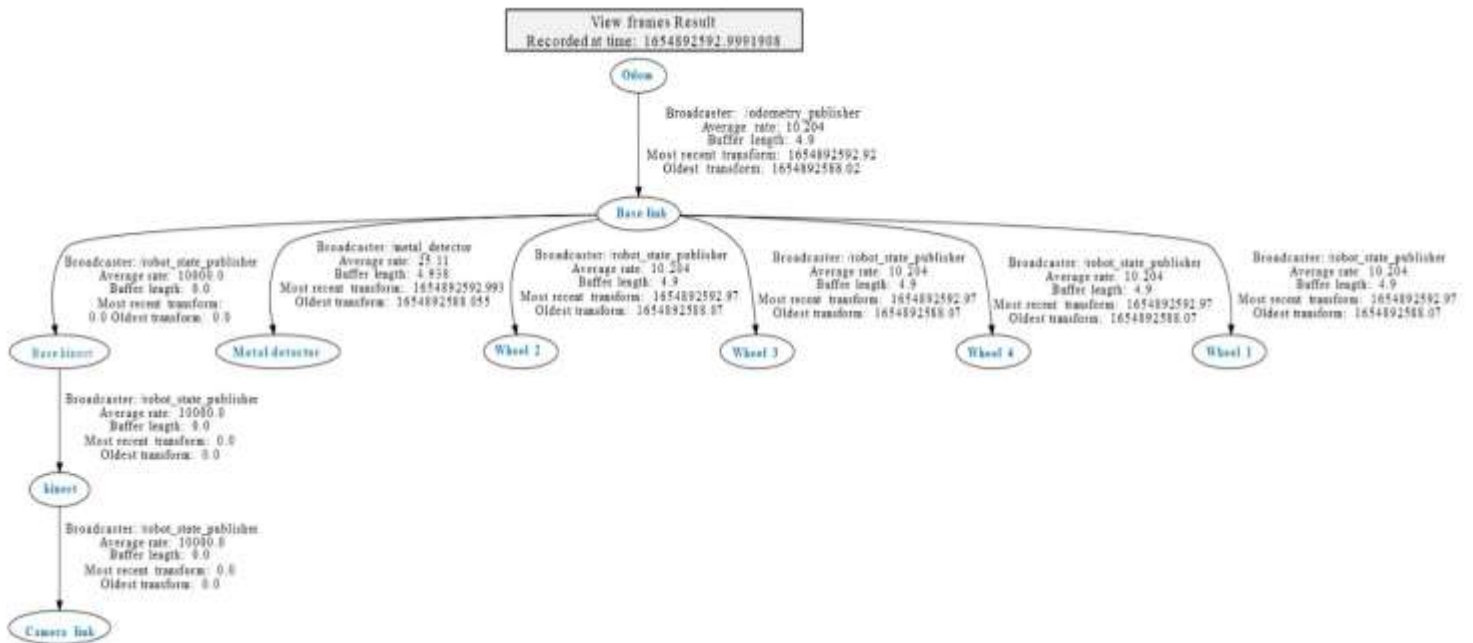 View frames Result
Recorded at time: 1654892592.9991908
Odom
Broadcaster: /odometry_publisher
Average rate: 10.204
Buffer length: 4.9
Most recent transform: 1654892592.92
Oldest transform: 1654892588.02
Base link
Broadcaster: /robot_state_publisher
Average rate: 10000.0
Buffer length: 0.0
Most recent transform:
0.0 Oldest transform: 0.0
Broadcaster: /metal_detector
Average rate: 25.11
Buffer length: 4.938
Most recent transform: 1654892592.993
Oldest transform: 1654892588.055
Broadcaster: /robot_state_publisher
Average rate: 10.204
Buffer length: 4.9
Most recent transform: 1654892592.97
Oldest transform: 1654892588.07
Broadcaster: /robot_state_publisher
Average rate: 10.204
Buffer length: 4.9
Most recent transform: 1654892592.97
Oldest transform: 1654892588.07
Broadcaster: /robot_state_publisher
Average rate: 10.204
Buffer length: 4.9
Most recent transform: 1654892592.97
Oldest transform: 1654892588.07
Broadcaster: /robot_state_publisher
Average rate: 10.204
Buffer length: 4.9
Most recent transform: 1654892592.97
Oldest transform: 1654892588.07
Base kinect
Metal detector
Wheel 2
Wheel 3
Wheel 4
Wheel 1
Broadcaster: /robot_state_publisher
Average rate: 10000.0
Buffer length: 0.0
Most recent transform: 0.0
Oldest transform: 0.0
kinect
Broadcaster: /robot_state_publisher
Average rate: 10000.0
Buffer length: 0.0
Most recent transform: 0.0
Oldest transform: 0.0
Camera link